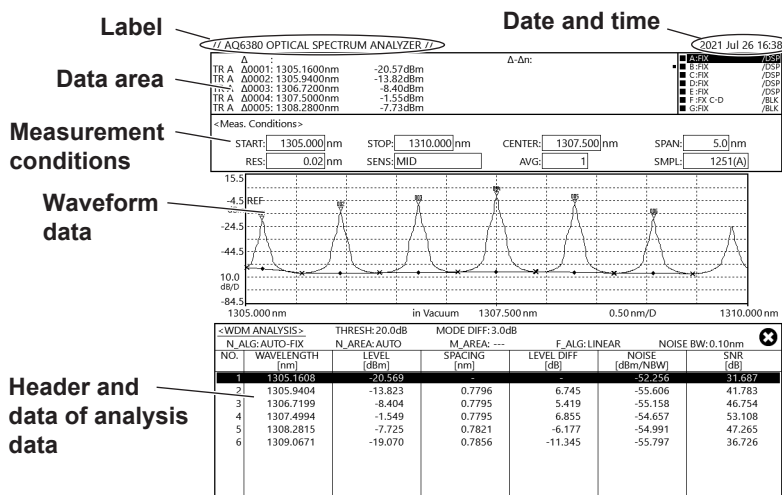 Label
Date and time
// AQ6380 OPTICAL SPECTRUM ANALYZER //
2021 Jul 26 16:38
Data area
Δ : Δ-Δn:
TR A Δ0001: 1305.1600nm -20.57dBm
TR A Δ0002: 1305.9400nm -13.82dBm
TR A Δ0003: 1306.7200nm -8.40dBm
TR A Δ0004: 1307.5000nm -1.55dBm
TR A Δ0005: 1308.2800nm -7.73dBm
A:FIX /DSP
B:FIX /DSP
C:FIX /DSP
D:FIX /DSP
E:FIX /DSP
F:FX C-D /BLK
G:FIX /BLK
Measurement
conditions
<Meas. Conditions>
START: 1305.000 nm STOP: 1310.000 nm CENTER: 1307.500 nm SPAN: 5.0 nm
RES: 0.02 nm SENS: MID AVG: 1 SMPL: 1251(A)
Waveform
data
15.5
-4.5 REF
-24.5
-44.5
10.0
dB/D
-84.5
1305.000 nm in Vacuum 1307.500 nm 0.50 nm/D 1310.000 nm
Header and
data of analysis
data
<WDM ANALYSIS> THRESH: 20.0dB MODE DIFF: 3.0dB
N_ALG: AUTO-FIX N_AREA: AUTO M_AREA: --- F_ALG: LINEAR NOISE BW: 0.10nm
NO. WAVELENGTH LEVEL SPACING LEVEL DIFF NOISE SNR
[nm] [dBm] [nm] [dB] [dBm/NBW] [dB]
1 1305.1608 -20.569 - - -52.256 31.687
2 1305.9404 -13.823 0.7796 6.745 -55.606 41.783
3 1306.7199 -8.404 0.7795 5.419 -55.158 46.754
4 1307.4994 -1.549 0.7795 6.855 -54.657 53.108
5 1308.2815 -7.725 0.7821 -6.177 -54.991 47.265
6 1309.0671 -19.070 0.7856 -11.345 -55.797 36.726